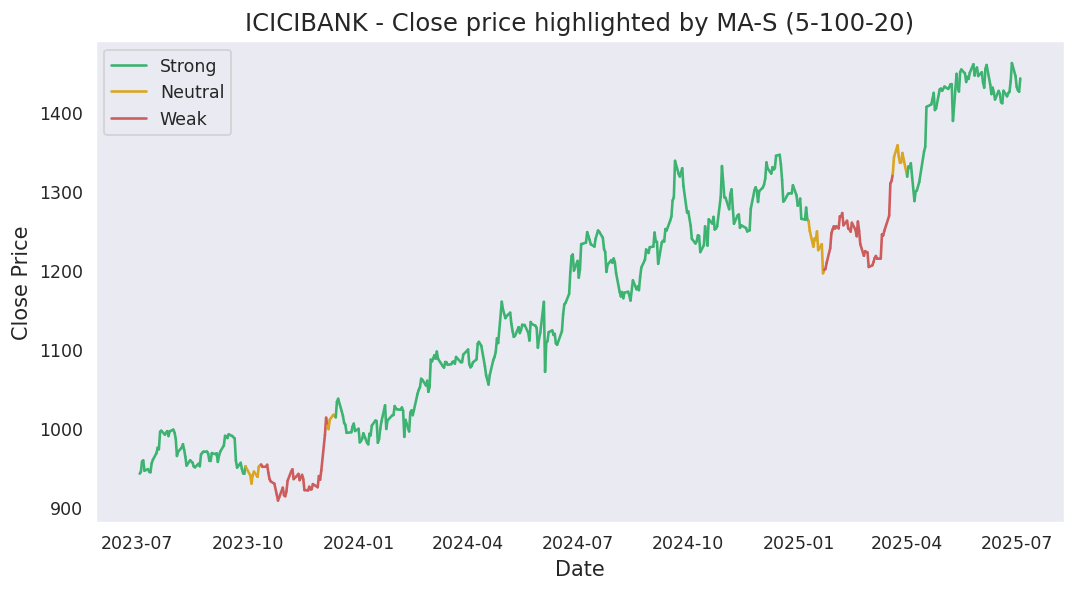 ICICIBANK - Close price highlighted by MA-S (5-100-20)
Strong
Neutral
Weak
Close Price
1400
1300
1200
1100
1000
900
2023-07 2023-10 2024-01 2024-04 2024-07 2024-10 2025-01 2025-04 2025-07
Date